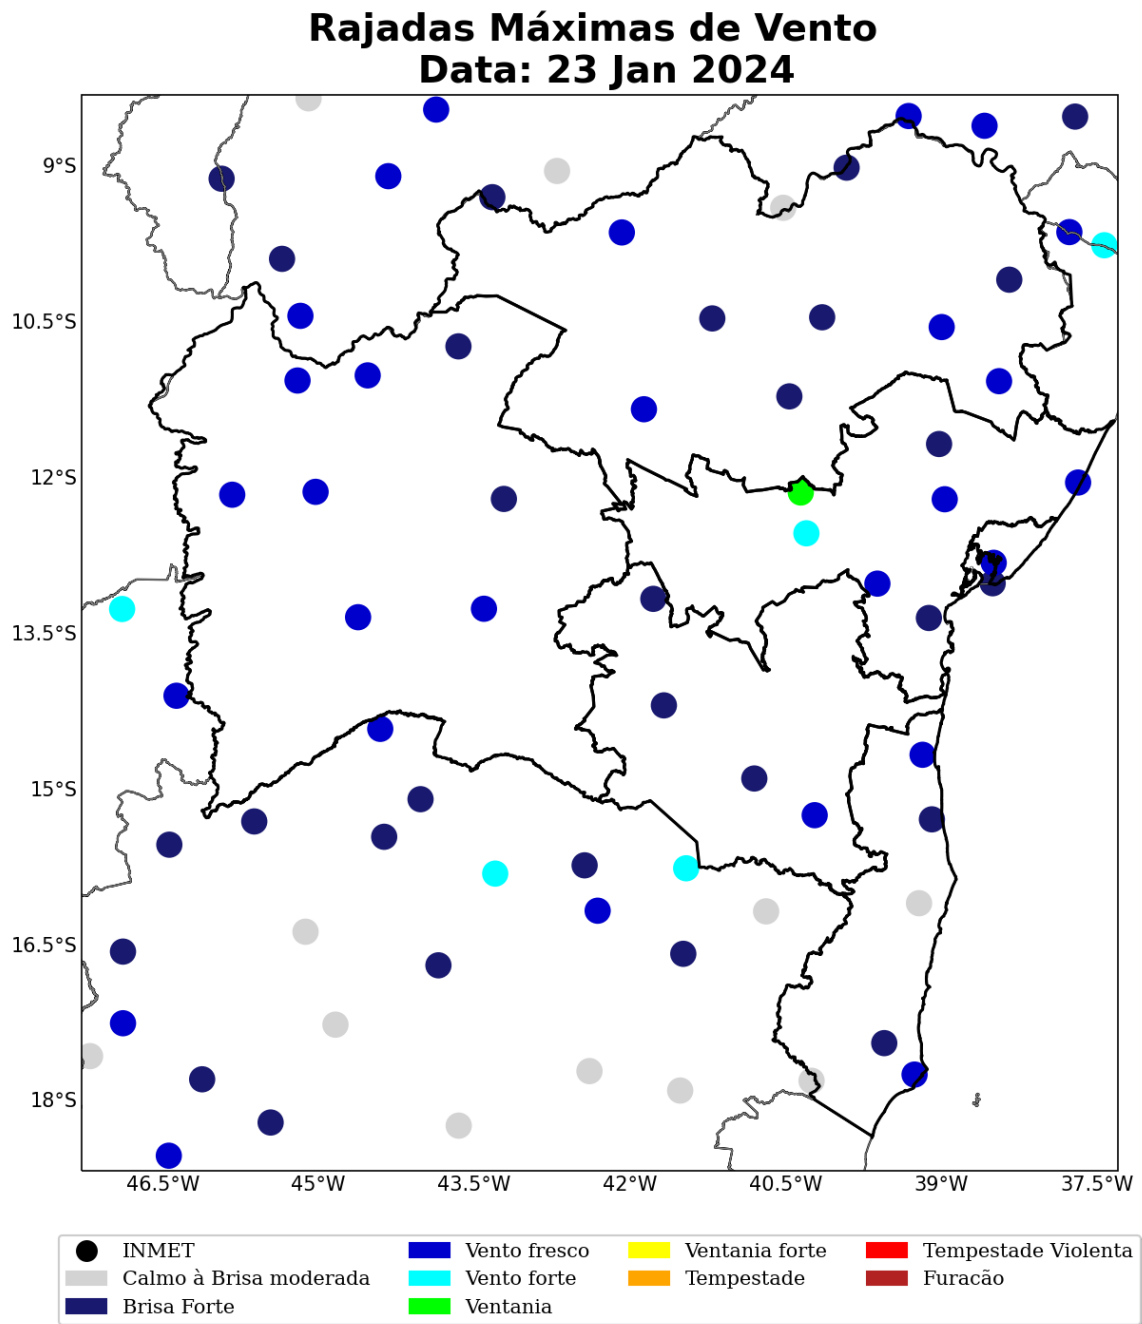 Rajadas Máximas de Vento
Data: 23 Jan 2024
9°S
10.5°S
12°S
13.5°S
15°S
16.5°S
18°S
46.5°W 45°W 43.5°W 42°W 40.5°W 39°W 37.5°W
INMET Vento fresco Ventania forte Tempestade Violenta
Calmo à Brisa moderada Vento forte Tempestade Furacão
Brisa Forte Ventania